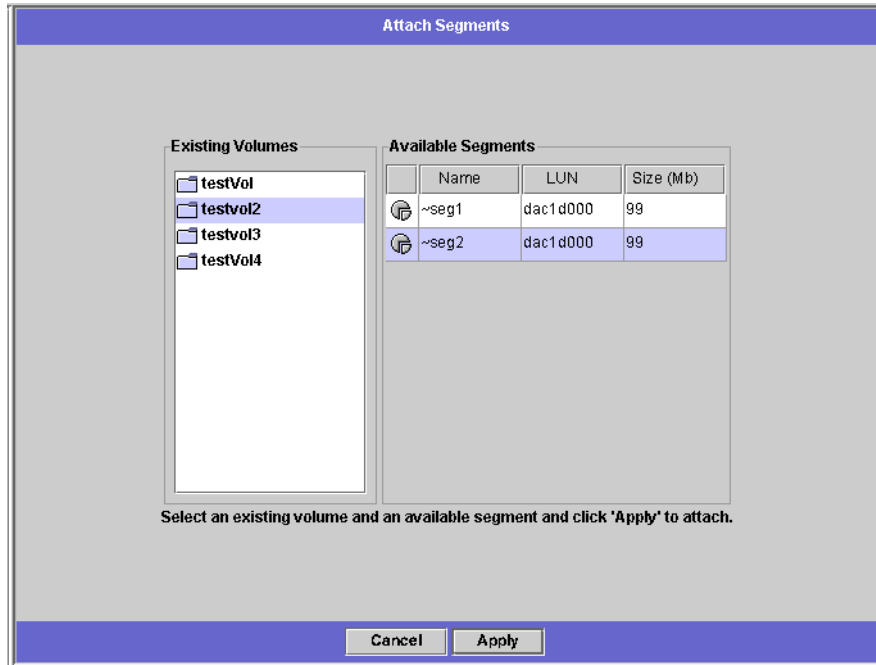 Attach Segments
Existing Volumes
testVol
testvol2
testvol3
testVol4
Available Segments
Name LUN Size (Mb)
~seg1 dac1d000 99
~seg2 dac1d000 99
Select an existing volume and an available segment and click 'Apply' to attach.
Cancel Apply